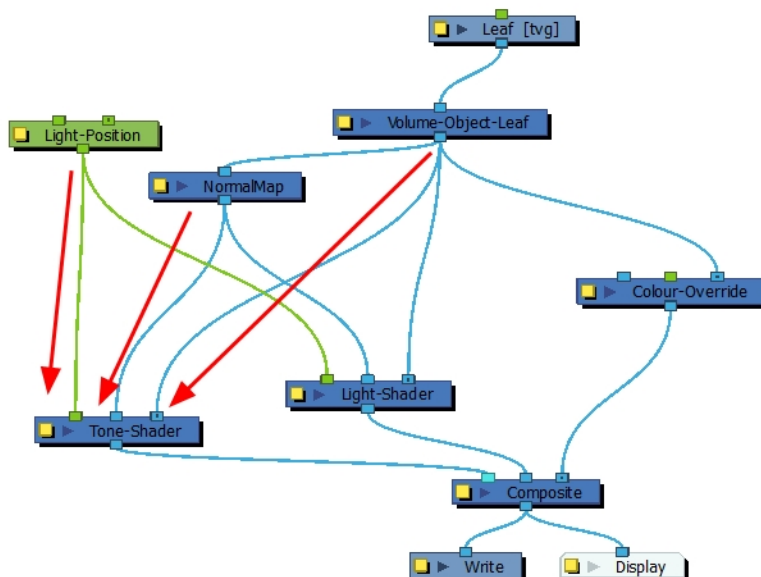 Leaf [tvg]
Volume-Object-Leaf
Light-Position
NormalMap
Colour-Override
Light-Shader
Tone-Shader
Composite
Write
Display